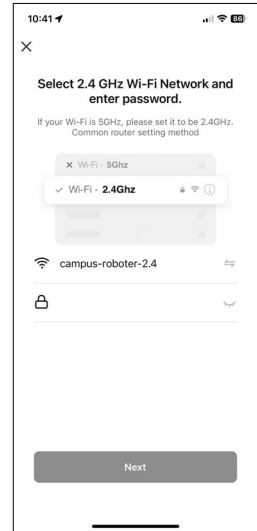 10:41
86
Select 2.4 GHz Wi-Fi Network and
enter password.
If your Wi-Fi is 5GHz, please set it to be 2.4GHz.
Common router setting method
Wi-Fi - 5Ghz
Wi-Fi - 2.4Ghz
campus-roboter-2.4
Next